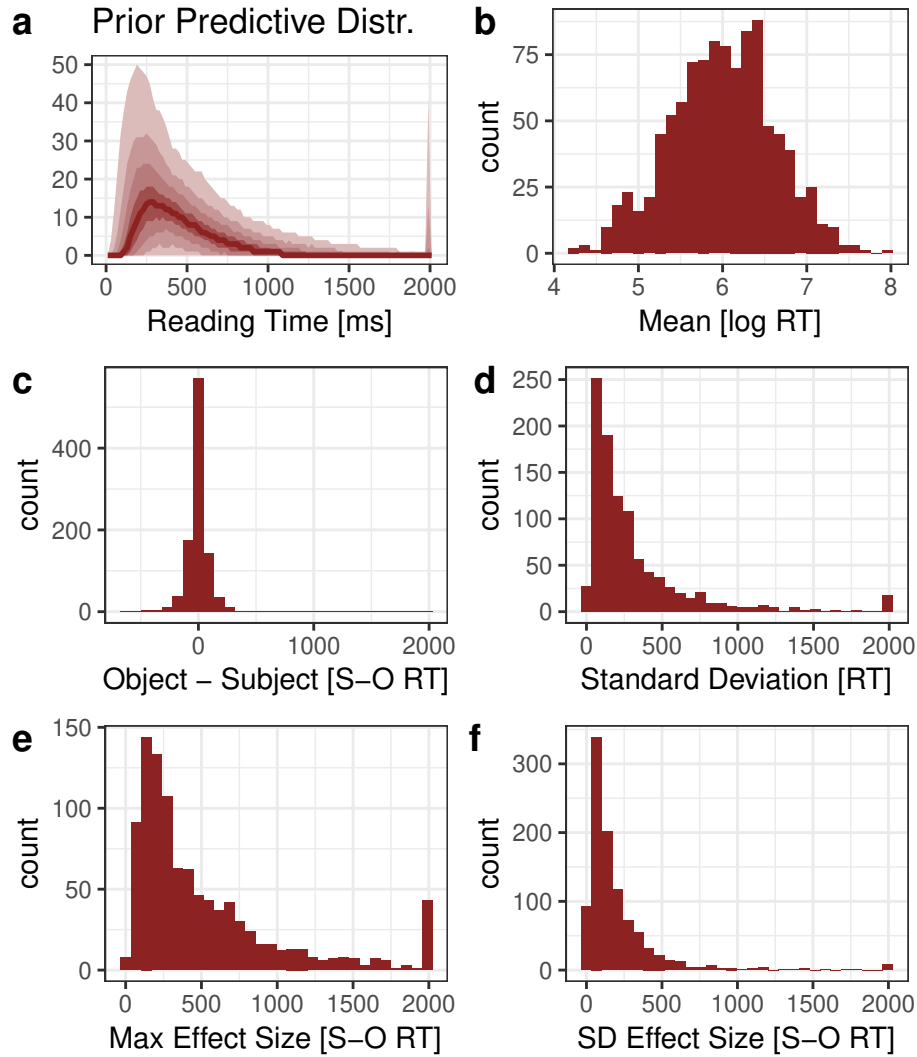 a Prior Predictive Distr.
50
40
30
20
10
0
0 500 1000 1500 2000
Reading Time [ms]
b
count
75
50
25
0
4 5 6 7 8
Mean [log RT]
c
count
400
200
0
0 1000 2000
Object − Subject [S−O RT]
d
count
250
200
150
100
50
0
0 500 1000 1500 2000
Standard Deviation [RT]
e
count
150
100
50
0
0 500 1000 1500 2000
Max Effect Size [S−O RT]
f
count
300
200
100
0
0 500 1000 1500 2000
SD Effect Size [S−O RT]